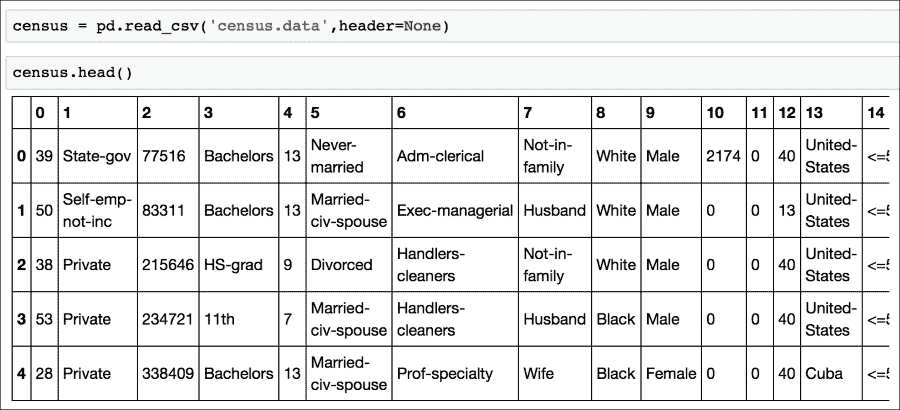 census = pd.read_csv('census.data',header=None)
census.head()
0 1 2 3 4 5 6 7 8 9 10 11 12 13 14
0 39 State-gov 77516 Bachelors 13 Never-married Adm-clerical Not-in-family White Male 2174 0 40 United-States <=5
1 50 Self-emp-not-inc 83311 Bachelors 13 Married-civ-spouse Exec-managerial Husband White Male 0 0 13 United-States <=5
2 38 Private 215646 HS-grad 9 Divorced Handlers-cleaners Not-in-family White Male 0 0 40 United-States <=5
3 53 Private 234721 11th 7 Married-civ-spouse Handlers-cleaners Husband Black Male 0 0 40 United-States <=5
4 28 Private 338409 Bachelors 13 Married-civ-spouse Prof-specialty Wife Black Female 0 0 40 Cuba <=5